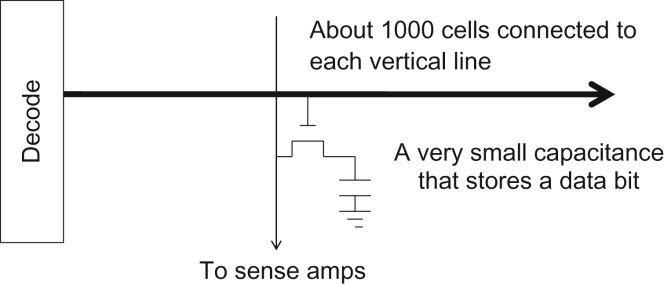 About 1000 cells connected to
each vertical line
Decode
A very small capacitance
that stores a data bit
To sense amps